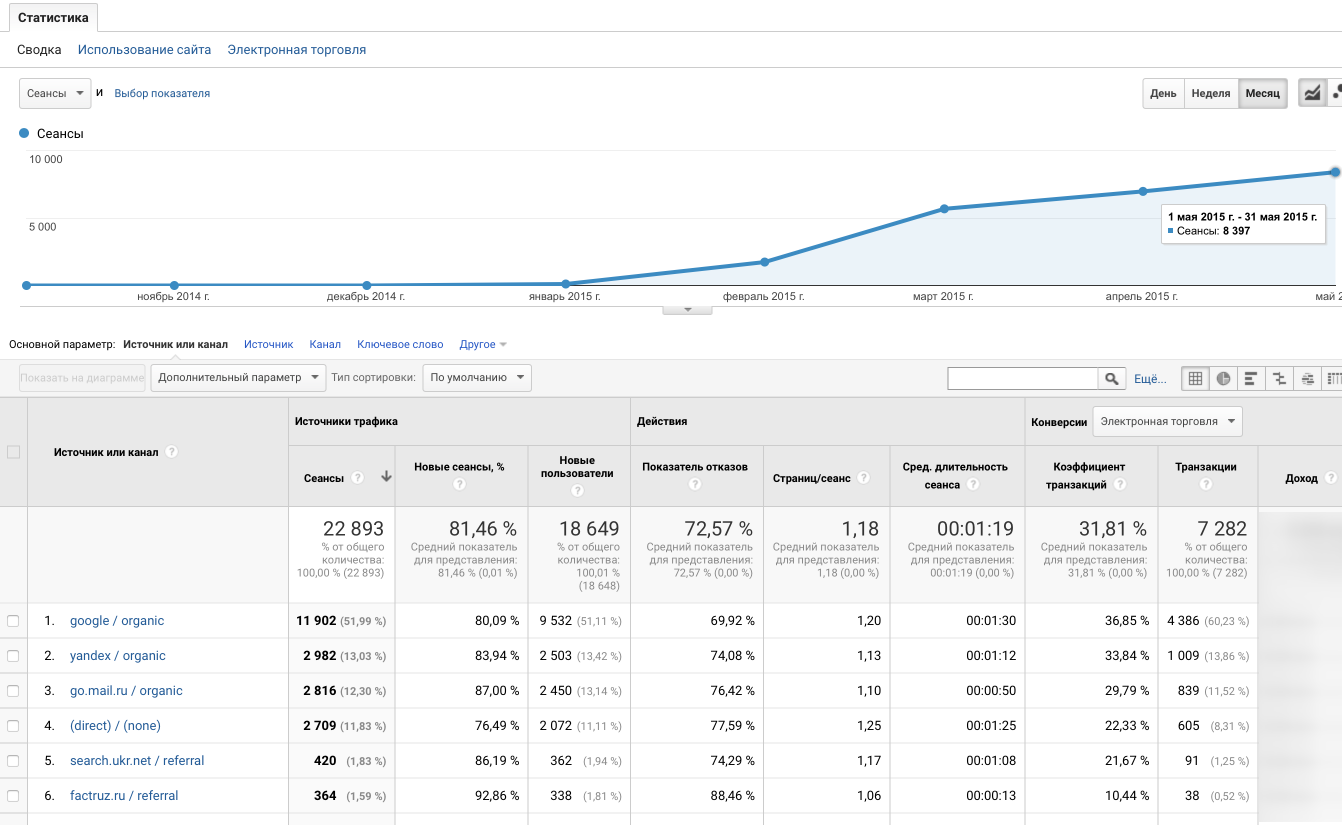 Статистика
Сводка Использование сайта Электронная торговля
Сеансы и Выбор показателя День Неделя Месяц
Сеансы
10 000
5 000
1 мая 2015 г. - 31 мая 2015 г.
Сеансы: 8 397
ноябрь 2014 г. декабрь 2014 г. январь 2015 г. февраль 2015 г. март 2015 г. апрель 2015 г. май 2
Основной параметр: Источник или канал Источник Канал Ключевое слово Другое
Показать на диаграмме Дополнительный параметр Тип сортировки: По умолчанию Ещё...
Источник или канал ?
Источники трафика Действия Конверсии Электронная торговля
Сеансы ? Новые сеансы, % ? Новые пользователи ? Показатель отказов ? Страниц/сеанс ? Сред. длительность сеанса ? Коэффициент транзакций ? Транзакции ? Доход ?
22 893 81,46 % 18 649 72,57 % 1,18 00:01:19 31,81 % 7 282
% от общего Средний показатель % от общего Средний показатель Средний показатель Средний показатель Средний показатель % от общего
количества: для представления: количества: для представления: для представления: для представления: для представления: количества:
100,00 % (22 893) 81,46 % (0,01 %) 100,01 % 72,57 % (0,00 %) 1,18 (0,00 %) 00:01:19 (0,00 %) 31,81 % (0,00 %) 100,00 % (7 282)
(18 648)
1. google / organic 11 902 (51,99 %) 80,09 % 9 532 (51,11 %) 69,92 % 1,20 00:01:30 36,85 % 4 386 (60,23 %)
2. yandex / organic 2 982 (13,03 %) 83,94 % 2 503 (13,42 %) 74,08 % 1,13 00:01:12 33,84 % 1 009 (13,86 %)
3. go.mail.ru / organic 2 816 (12,30 %) 87,00 % 2 450 (13,14 %) 76,42 % 1,10 00:00:50 29,79 % 839 (11,52 %)
4. (direct) / (none) 2 709 (11,83 %) 76,49 % 2 072 (11,11 %) 77,59 % 1,25 00:01:25 22,33 % 605 (8,31 %)
5. search.ukr.net / referral 420 (1,83 %) 86,19 % 362 (1,94 %) 74,29 % 1,17 00:01:08 21,67 % 91 (1,25 %)
6. factruz.ru / referral 364 (1,59 %) 92,86 % 338 (1,81 %) 88,46 % 1,06 00:00:13 10,44 % 38 (0,52 %)